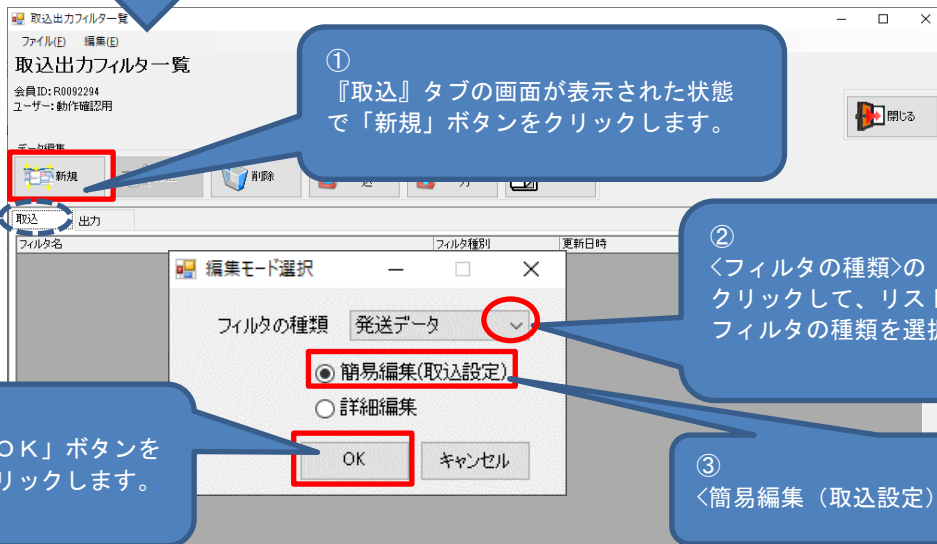 取込出力フィルター覧
ファイル(F) 編集(E)
取込出力フィルター覧
会員ID:R0092294
ユーザー:動作確認用
①
『取込』タブの画面が表示された状態
で「新規」ボタンをクリックします。
閉じる
データ編集
新規
削除
込
力
取込 出力
フィルタ名 フィルタ種別 更新日時
編集モード選択
フィルタの種類 発送データ
簡易編集(取込設定)
詳細編集
OK キャンセル
②
<フィルタの種類>の
クリックして、リスト
フィルタの種類を選択
③
<簡易編集（取込設定）
ＯＫ」ボタンを
リックします。